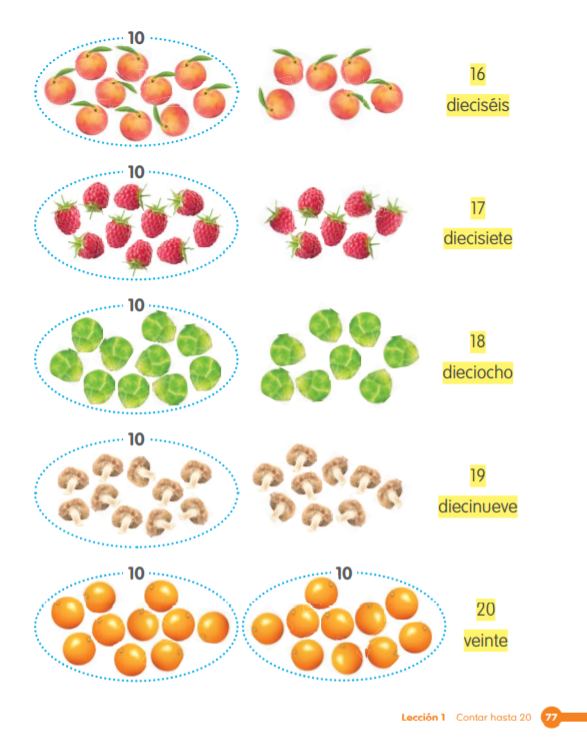 10
16
dieciséis
10
17
diecisiete
10
18
dieciocho
10
19
diecinueve
10 10
20
veinte
Lección 1 Contar hasta 20 77